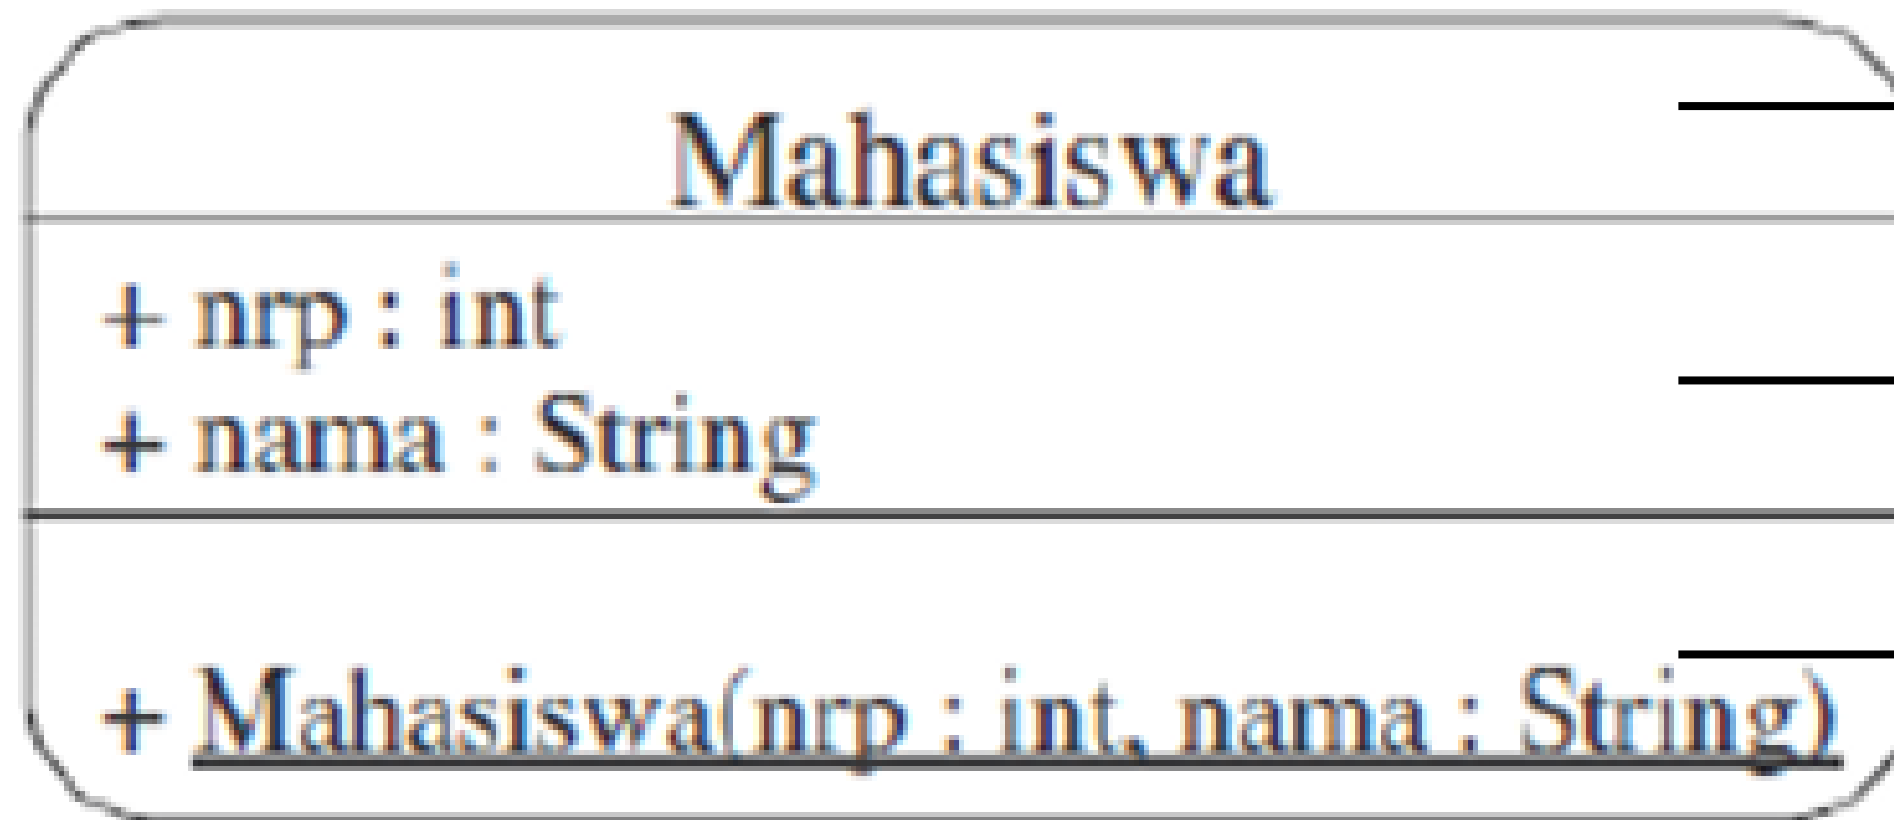 Mahasiswa
+ nrp : int
+ nama : String
+ Mahasiswa(nrp : int, nama : String)